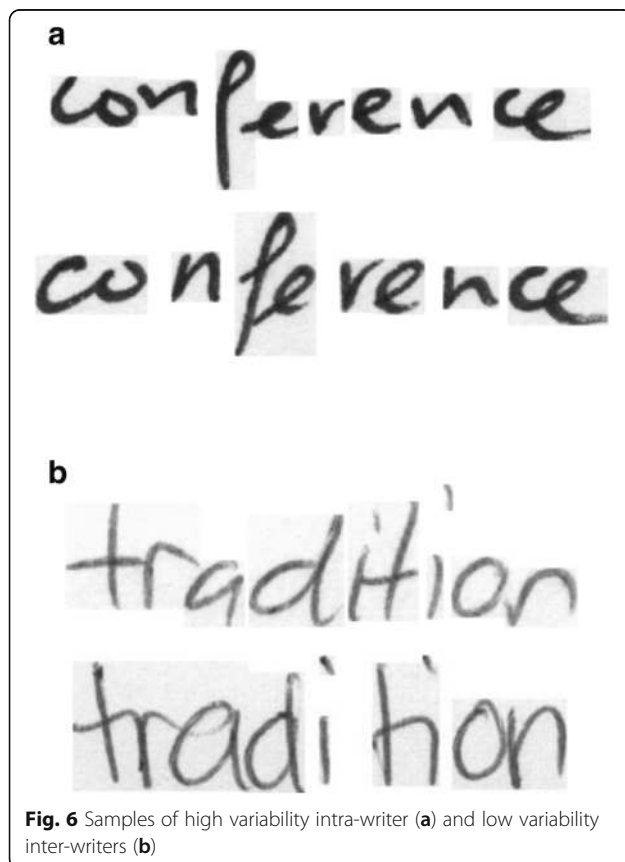 a
conference
conference
b
tradition
tradition
Fig. 6 Samples of high variability intra-writer (a) and low variability
inter-writers (b)